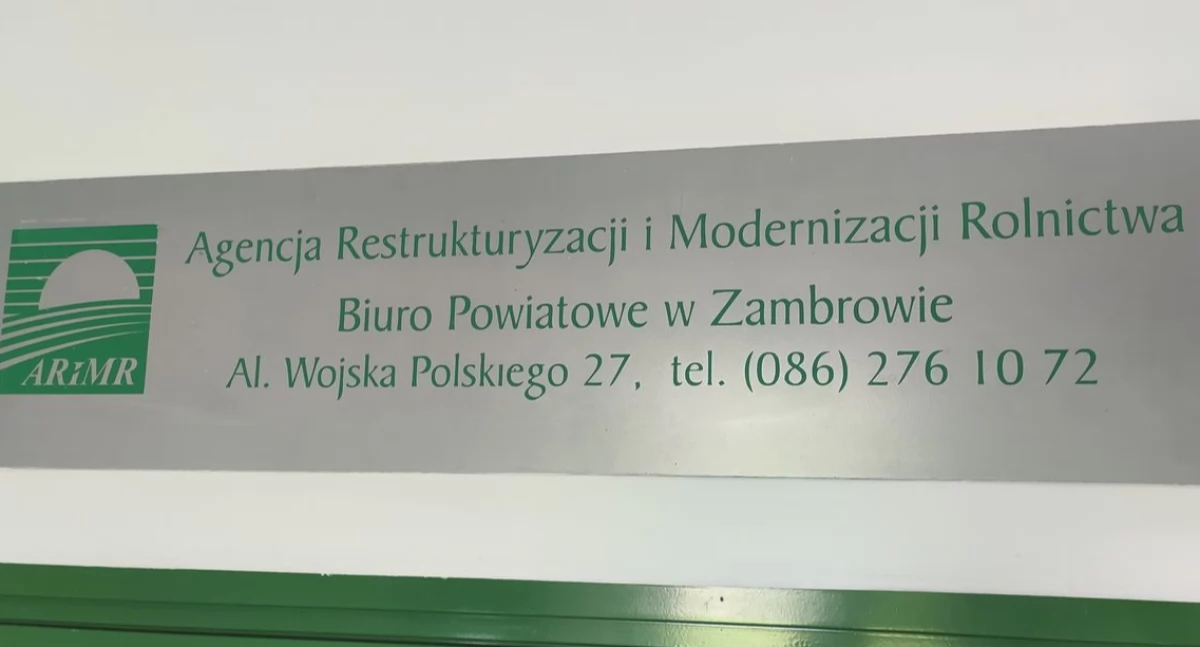 Agencja Restrukturyzacji i Modernizacji Rolnictwa
Biuro Powiatowe w Zambrowie
Al. Wojska Polskiego 27, tel. (086) 276 10 72
ARiMR